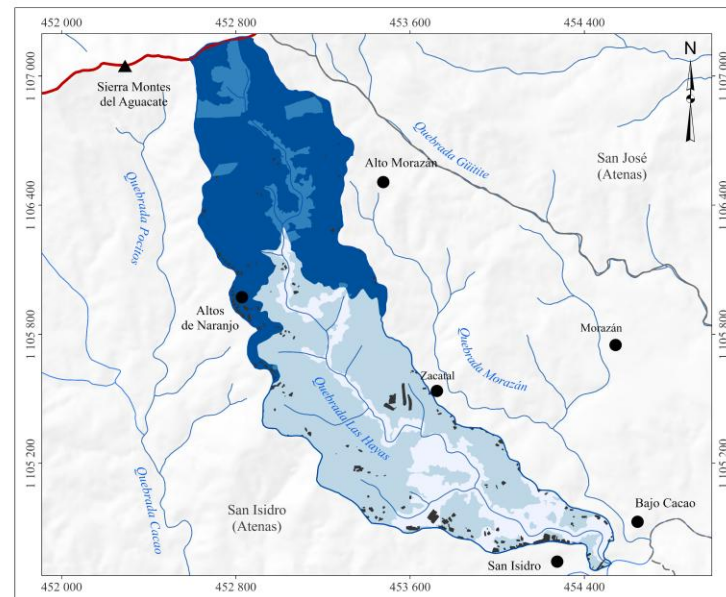 452 000
452 800
453 600
454 400
1 107 000
1 107 000
N
Sierra Montes
del Aguacate
Quebrada Güitite
San José
(Atenas)
Alto Morazán
Quebrada Pocitos
1 106 400
1 106 400
Altos
de Naranjo
1 105 800
1 105 800
Morazán
Quebrada Morazán
Zacatal
Quebrada Las Hayas
1 105 200
1 105 200
Quebrada Cacao
San Isidro
(Atenas)
Bajo Cacao
San Isidro
452 000
452 800
453 600
454 400